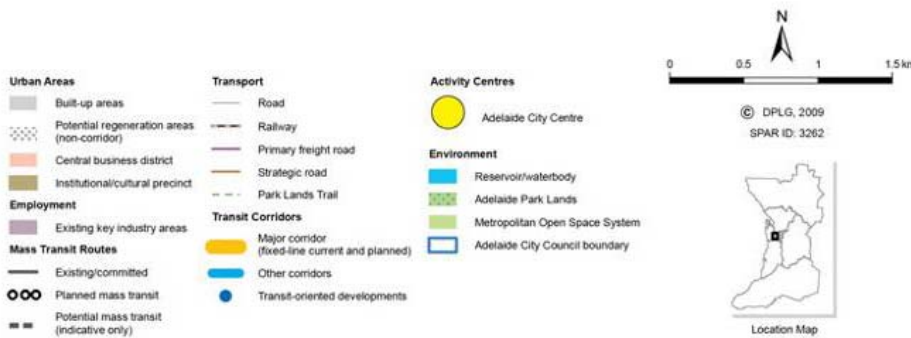 Urban Areas
Built-up areas
Potential regeneration areas
(non-corridor)
Central business district
Institutional/cultural precinct
Employment
Existing key industry areas
Mass Transit Routes
Existing/committed
Planned mass transit
Potential mass transit
(indicative only)
Transport
Road
Railway
Primary freight road
Strategic road
Park Lands Trail
Transit Corridors
Major corridor
(fixed-line current and planned)
Other corridors
Transit-oriented developments
Activity Centres
Adelaide City Centre
Environment
Reservoir/waterbody
Adelaide Park Lands
Metropolitan Open Space System
Adelaide City Council boundary
N
0 0.5 1 1.5 km
© DPLG, 2009
SPAR ID: 3262
Location Map